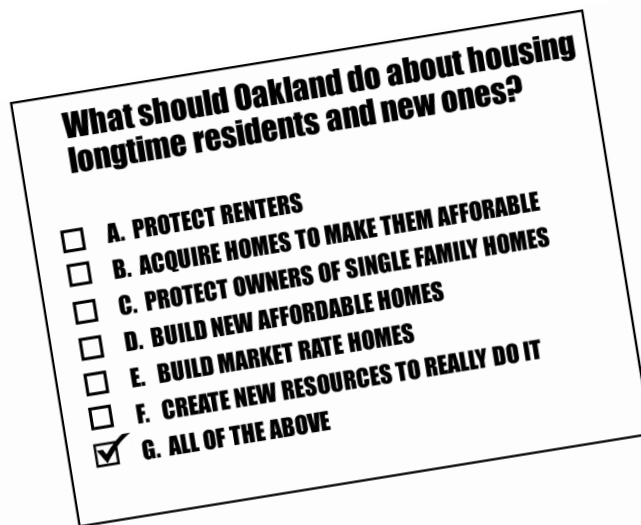 What should Oakland do about housing
longtime residents and new ones?
A. PROTECT RENTERS
B. ACQUIRE HOMES TO MAKE THEM AFFORABLE
C. PROTECT OWNERS OF SINGLE FAMILY HOMES
D. BUILD NEW AFFORDABLE HOMES
E. BUILD MARKET RATE HOMES
F. CREATE NEW RESOURCES TO REALLY DO IT
G. ALL OF THE ABOVE